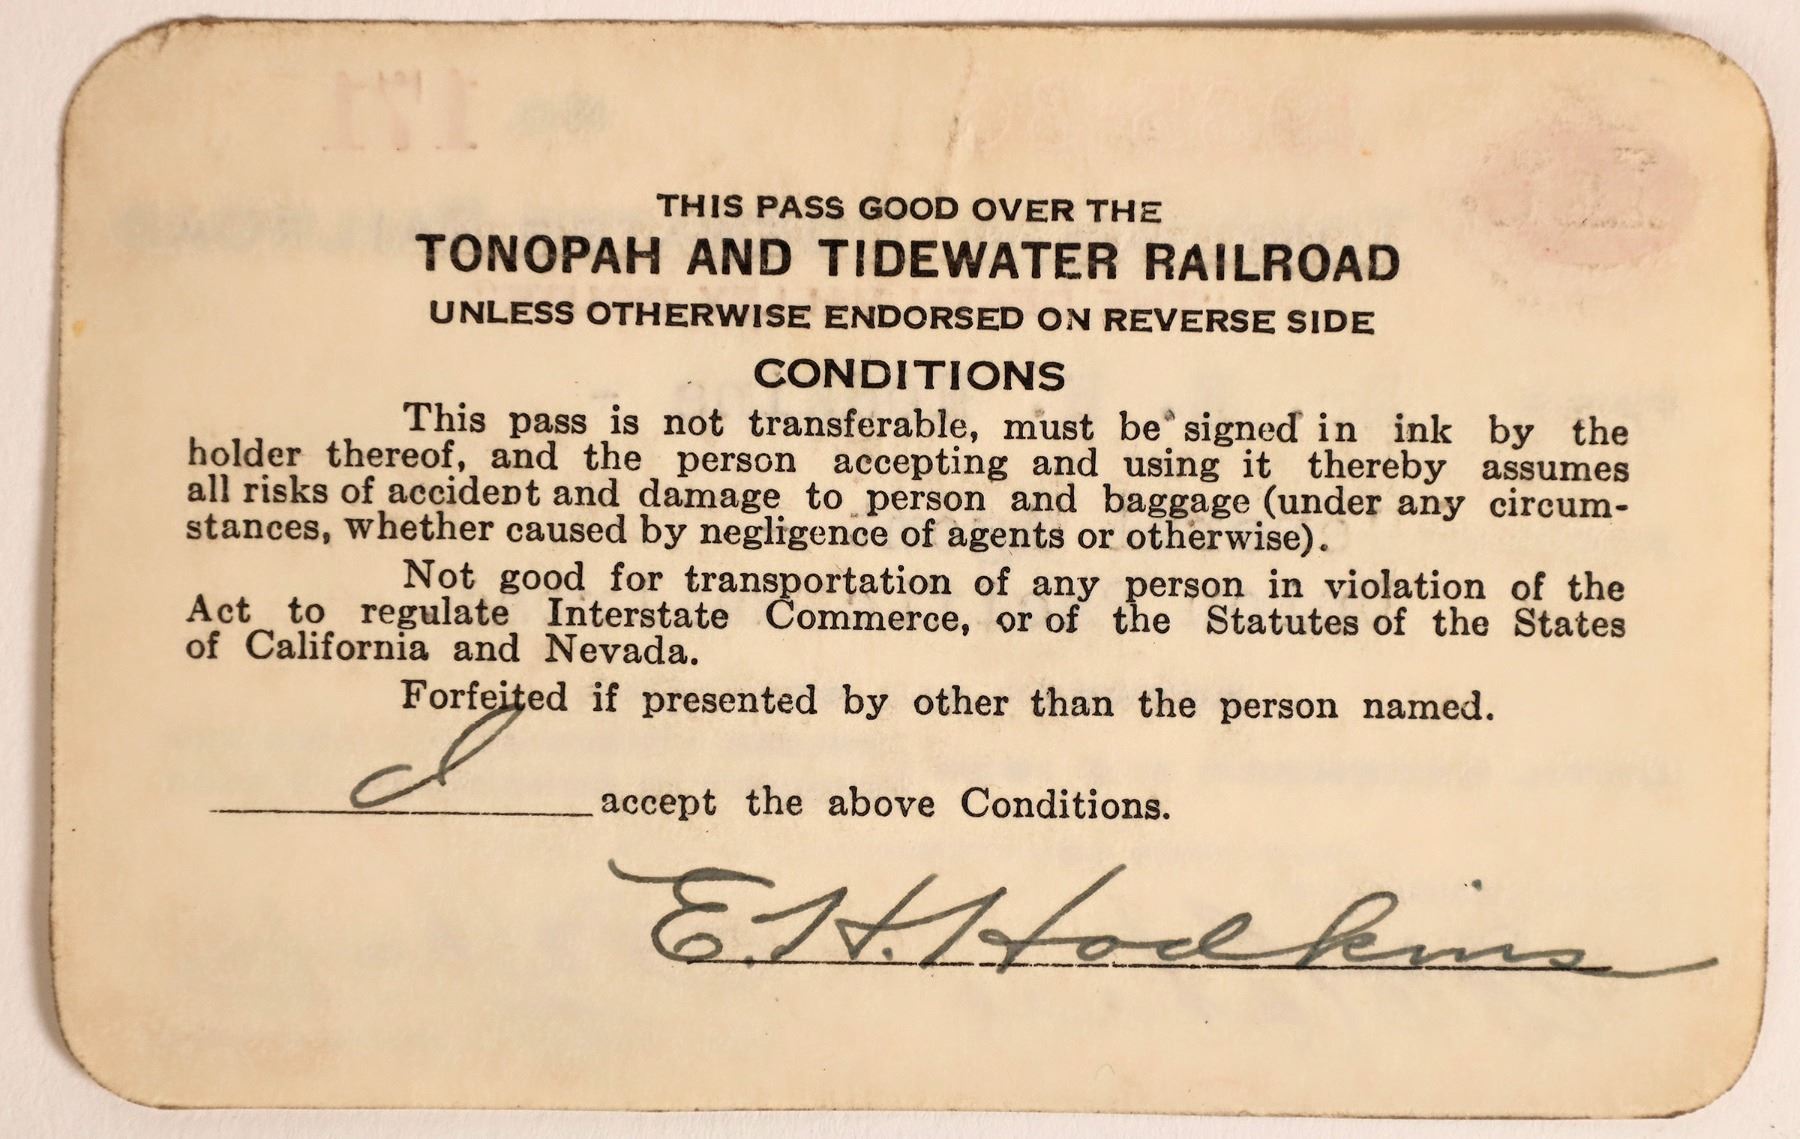 THIS PASS GOOD OVER THE
TONOPAH AND TIDEWATER RAILROAD
UNLESS OTHERWISE ENDORSED ON REVERSE SIDE
CONDITIONS
This pass is not transferable, must be signed in ink by the
holder thereof, and the person accepting and using it thereby assumes
all risks of accident and damage to person and baggage (under any circum-
stances, whether caused by negligence of agents or otherwise).
Not good for transportation of any person in violation of the
Act to regulate Interstate Commerce, or of the Statutes of the States
of California and Nevada.
Forfeited if presented by other than the person named.
I accept the above Conditions.
E. H. Hodkins